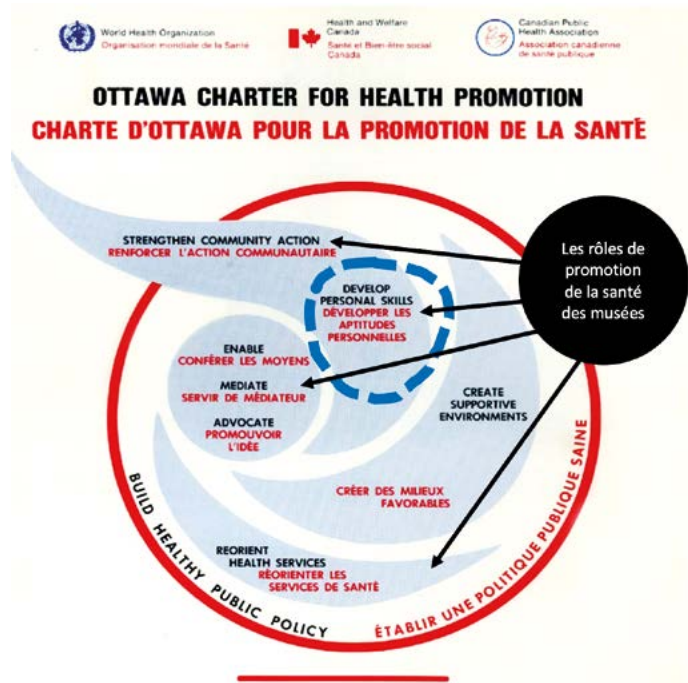 World Health Organization
Organisation mondiale de la Santé
Health and Welfare
Canada
Santé et Bien-être social
Canada
Canadian Public
Health Association
Association canadienne
de santé publique
OTTAWA CHARTER FOR HEALTH PROMOTION
CHARTE D'OTTAWA POUR LA PROMOTION DE LA SANTÉ
STRENGTHEN COMMUNITY ACTION
RENFORCER L'ACTION COMMUNAUTAIRE
Les rôles de
promotion
de la santé
des musées
DEVELOP
PERSONAL SKILLS
DÉVELOPPER LES
APTITUDES
PERSONNELLES
ENABLE
CONFÉRER LES MOYENS
MEDIATE
SERVIR DE MÉDIATEUR
ADVOCATE
PROMOUVOIR
L'IDÉE
CREATE
SUPPORTIVE
ENVIRONMENTS
CRÉER DES MILIEUX
FAVORABLES
REORIENT
HEALTH SERVICES
RÉORIENTER LES
SERVICES DE SANTÉ
BUILD HEALTHY PUBLIC POLICY
ÉTABLIR UNE POLITIQUE PUBLIQUE SAINE